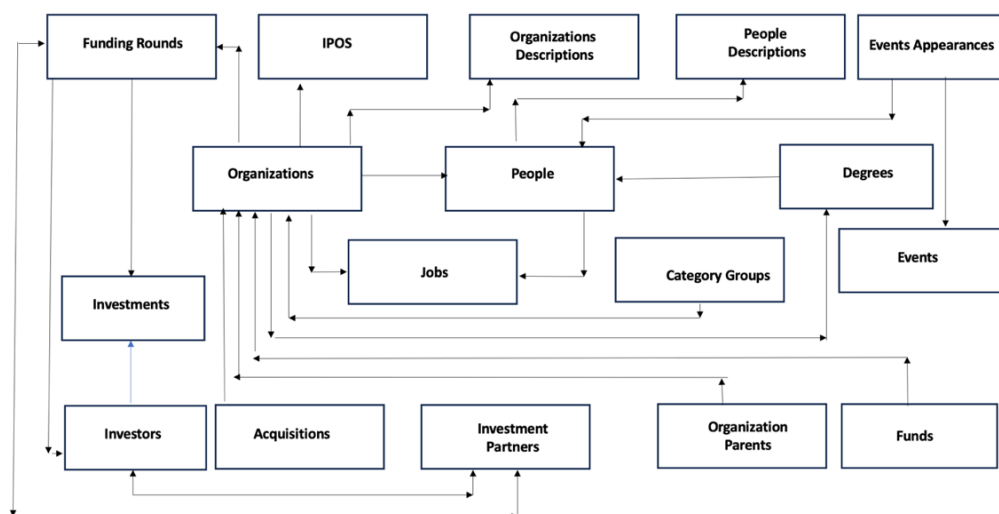 Funding Rounds
IPOS
Organizations
Descriptions
People
Descriptions
Events Appearances
Organizations
People
Degrees
Events
Jobs
Category Groups
Investments
Investors
Acquisitions
Investment
Partners
Organization
Parents
Funds